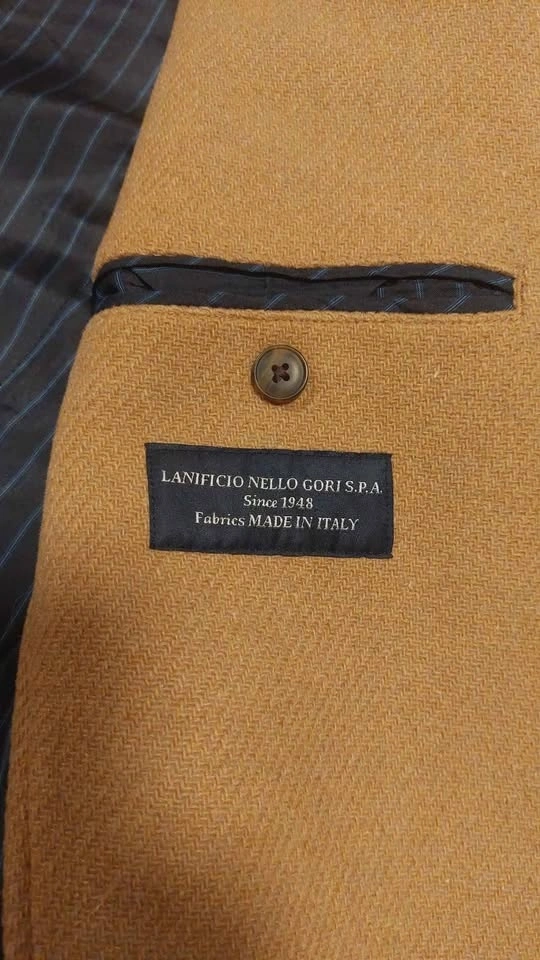 LANIFICIO NELLO GORI S.P.A.
Since 1948
Fabrics MADE IN ITALY